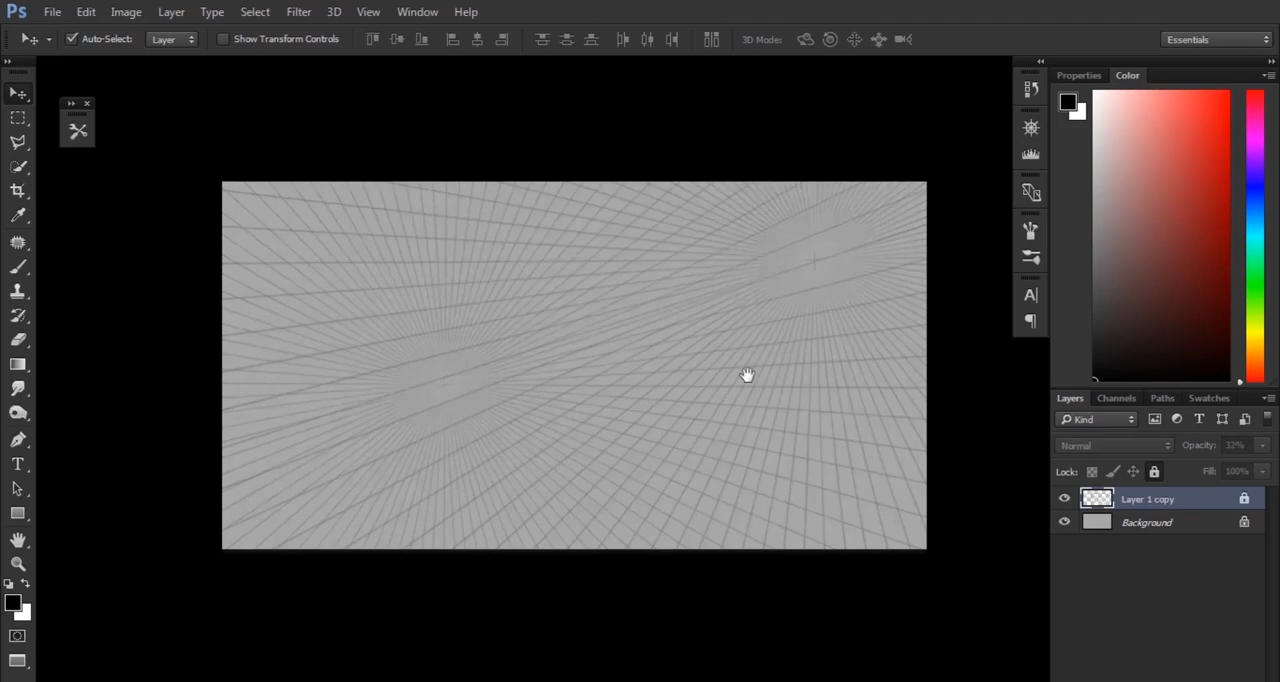 Ps File Edit Image Layer Type Select Filter 3D View Window Help
Auto-Select: Layer Show Transform Controls 3D Mode: Essentials
Properties Color
A|
Layers Channels Paths Swatches
Kind T
Normal Opacity: 32%
Lock: Fill: 100%
Layer 1 copy
Background
T